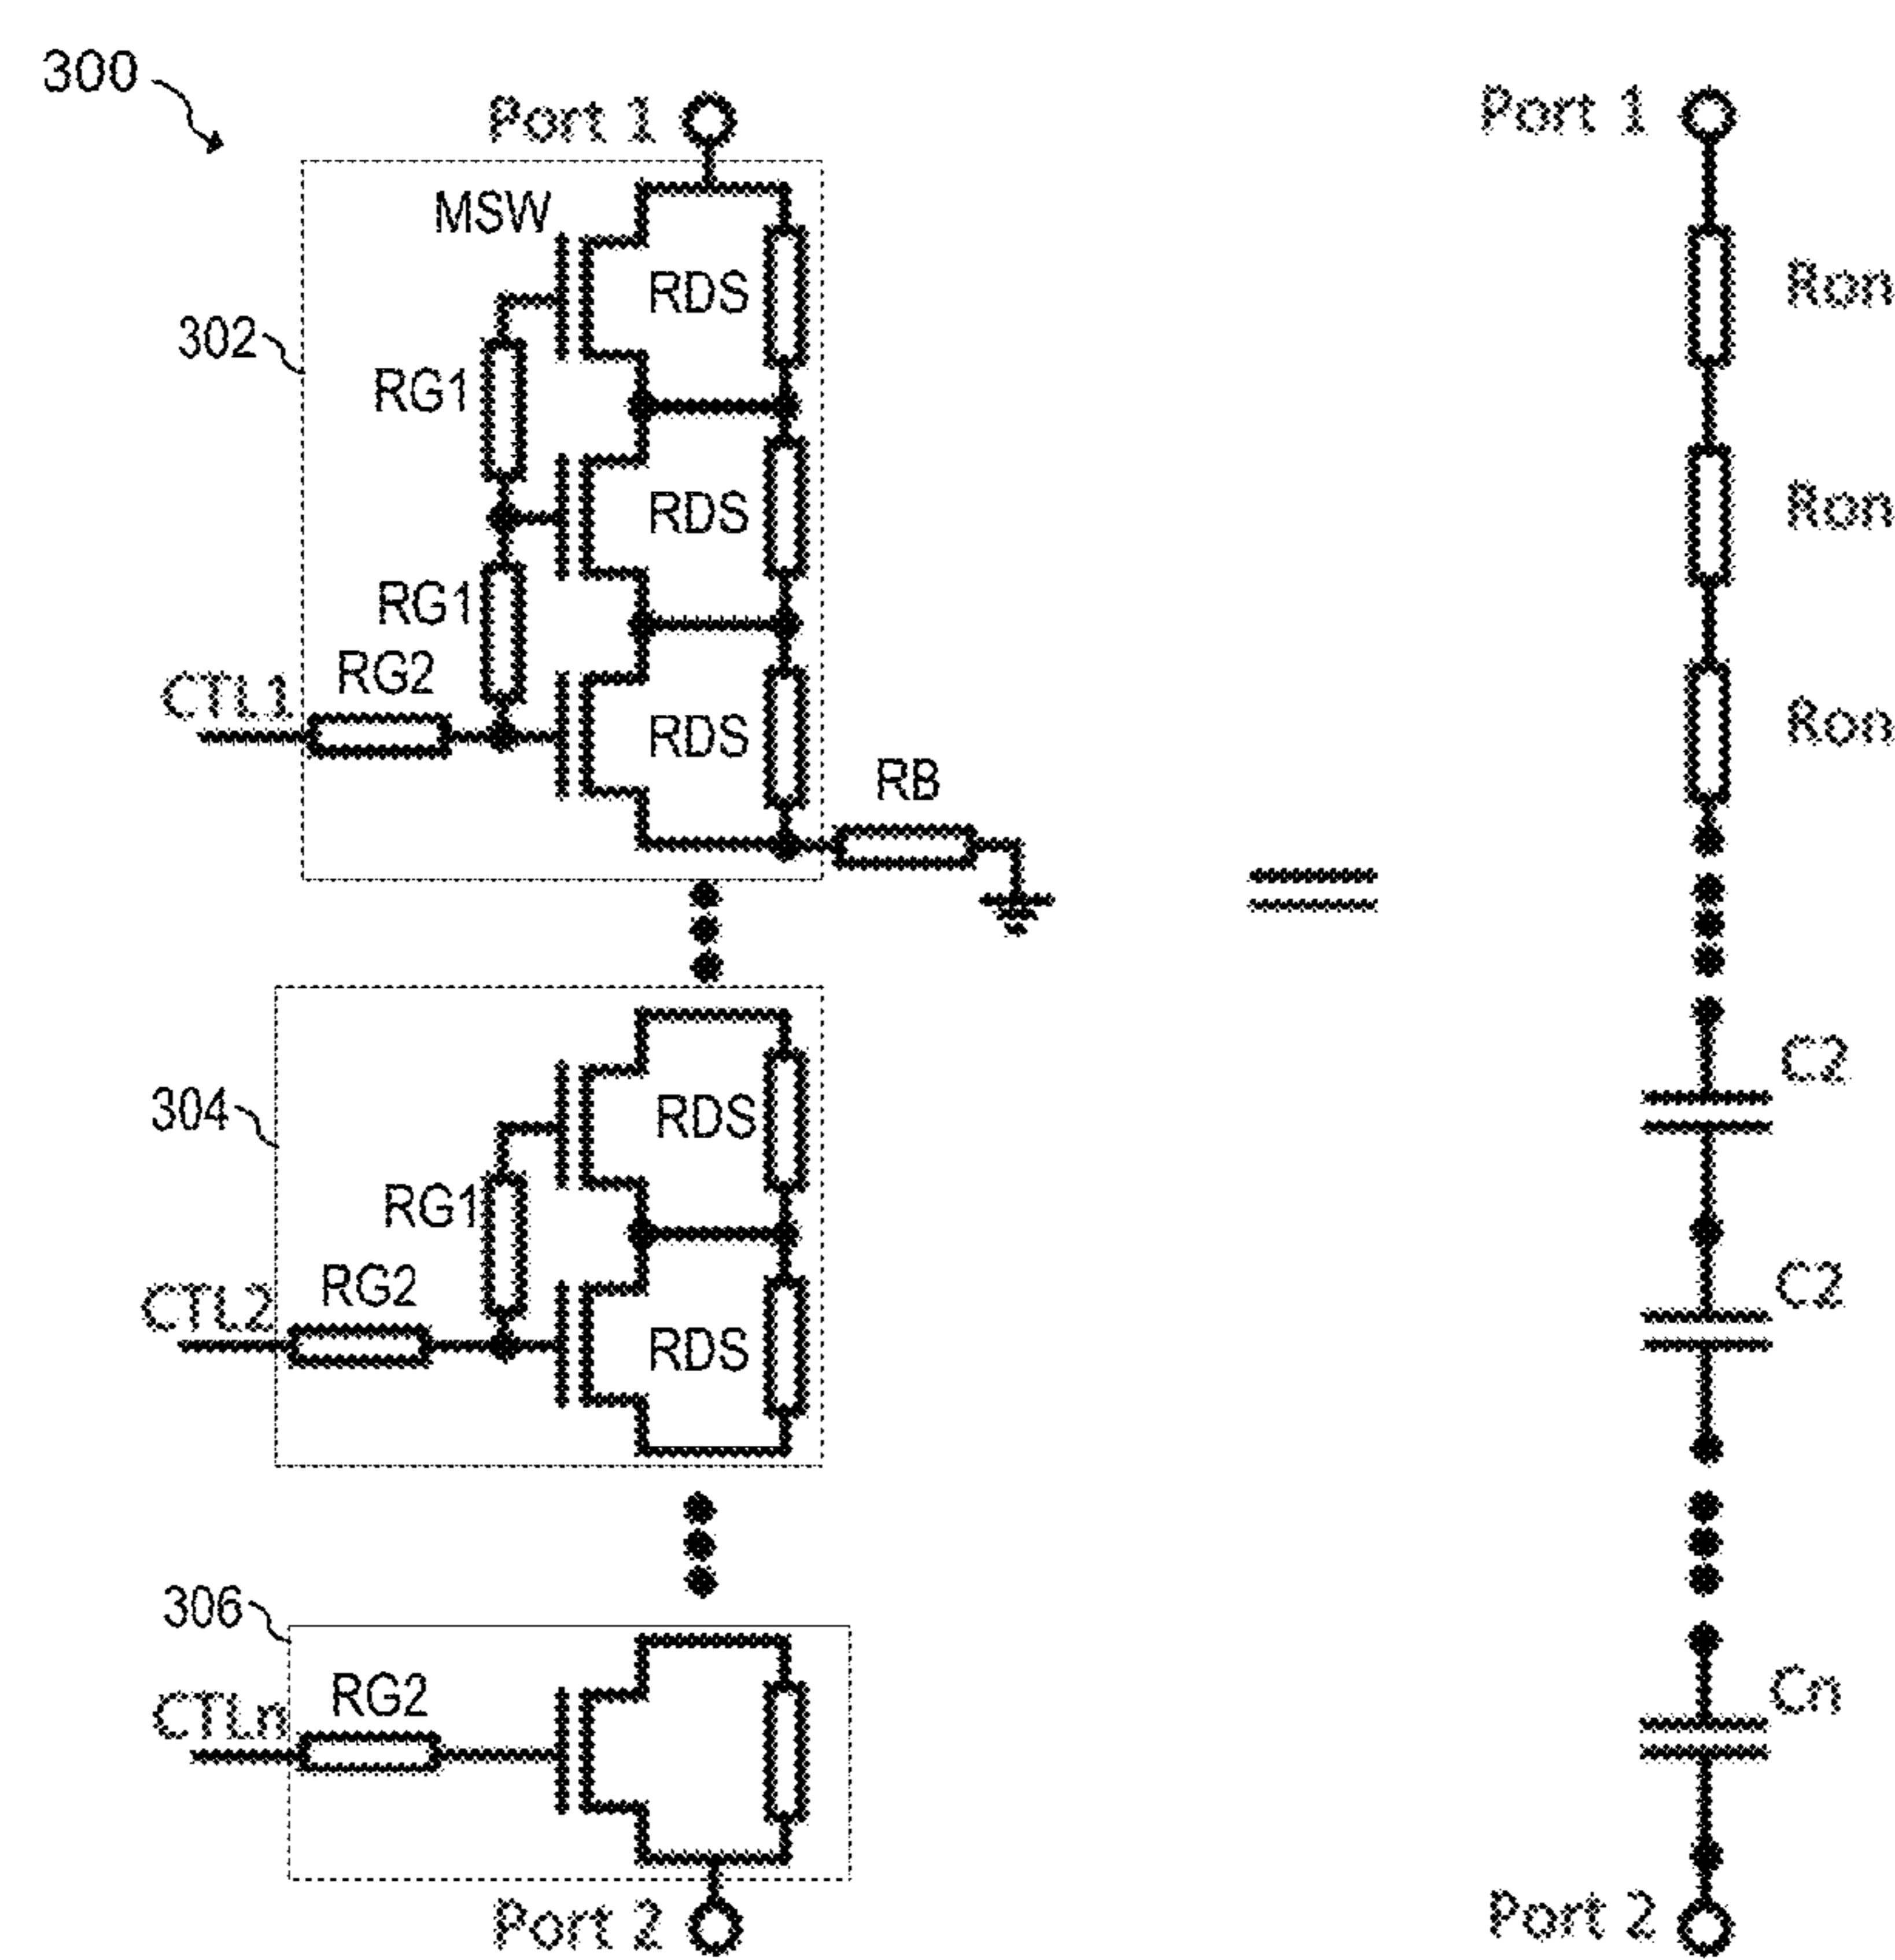 300
Port 1
MSW
RDS
302
RG1
RDS
RG1
RG2
CTL1
RDS
RB
304
RDS
RG1
RG2
CTL2
RDS
306
RG2
CTLn
Port 2
Port 1
Ron
Ron
Ron
C2
C2
Cn
Port 2